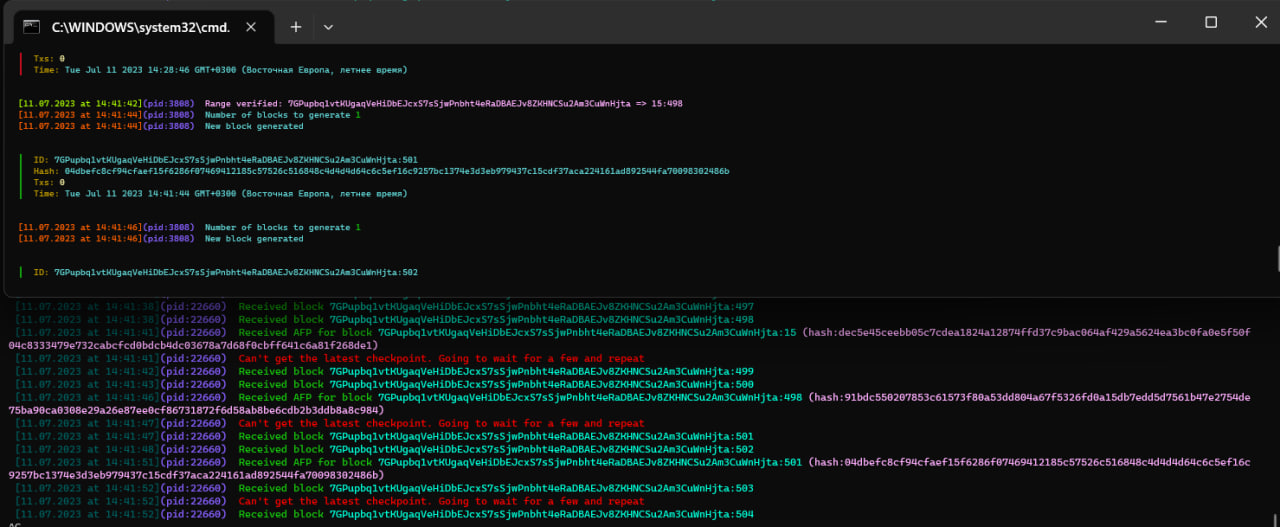 C:\WINDOWS\system32\cmd.
Txs: 0
Time: Tue Jul 11 2023 14:28:46 GMT+0300 (Восточная Европа, летнее время)
[11.07.2023 at 14:41:42](pid:3808) Range verified: 7GPupbq1vtKUgaqVeHiDbEJcxS7sSjwPnbht4eRaDBAEJv8ZKHNCSu2Am3CuWnHjta => 15:498
[11.07.2023 at 14:41:44](pid:3808) Number of blocks to generate 1
[11.07.2023 at 14:41:44](pid:3808) New block generated
ID: 7GPupbq1vtKUgaqVeHiDbEJcxS7sSjwPnbht4eRaDBAEJv8ZKHNCSu2Am3CuWnHjta:501
Hash: 04dbefc8cf94cfaef15f6286f07469412185c57526c516848c4d4d4d64c6c5ef16c9257bc1374e3d3eb979437c15cdf37aca224161ad892544fa70098302486b
Txs: 0
Time: Tue Jul 11 2023 14:41:44 GMT+0300 (Восточная Европа, летнее время)
[11.07.2023 at 14:41:46](pid:3808) Number of blocks to generate 1
[11.07.2023 at 14:41:46](pid:3808) New block generated
ID: 7GPupbq1vtKUgaqVeHiDbEJcxS7sSjwPnbht4eRaDBAEJv8ZKHNCSu2Am3CuWnHjta:502
[11.07.2023 at 14:41:38](pid:22660) Received block 7GPupbq1vtKUgaqVeHiDbEJcxS7sSjwPnbht4eRaDBAEJv8ZKHNCSu2Am3CuWnHjta:497
[11.07.2023 at 14:41:38](pid:22660) Received block 7GPupbq1vtKUgaqVeHiDbEJcxS7sSjwPnbht4eRaDBAEJv8ZKHNCSu2Am3CuWnHjta:498
[11.07.2023 at 14:41:41](pid:22660) Received AFP for block 7GPupbq1vtKUgaqVeHiDbEJcxS7sSjwPnbht4eRaDBAEJv8ZKHNCSu2Am3CuWnHjta:15 (hash:dec5e45ceebb05c7cdea1824a12874ffd37c9bac064af429a5624ea3bc0fa0e5f50f
04c8333479e732cabcfcd0bdcb4dc03678a7d68f0cbff641c6a81f268de1)
[11.07.2023 at 14:41:41](pid:22660) Can't get the latest checkpoint. Going to wait for a few and repeat
[11.07.2023 at 14:41:42](pid:22660) Received block 7GPupbq1vtKUgaqVeHiDbEJcxS7sSjwPnbht4eRaDBAEJv8ZKHNCSu2Am3CuWnHjta:499
[11.07.2023 at 14:41:43](pid:22660) Received block 7GPupbq1vtKUgaqVeHiDbEJcxS7sSjwPnbht4eRaDBAEJv8ZKHNCSu2Am3CuWnHjta:500
[11.07.2023 at 14:41:46](pid:22660) Received AFP for block 7GPupbq1vtKUgaqVeHiDbEJcxS7sSjwPnbht4eRaDBAEJv8ZKHNCSu2Am3CuWnHjta:498 (hash:91bdc550207853c61573f80a53dd804a67f5326fd0a15db7edd5d7561b47e2754de
75ba90ca0308e29a26e87ee0cf86731872f6d58ab8be6cdb2b3ddb8a8c984)
[11.07.2023 at 14:41:47](pid:22660) Can't get the latest checkpoint. Going to wait for a few and repeat
[11.07.2023 at 14:41:47](pid:22660) Received block 7GPupbq1vtKUgaqVeHiDbEJcxS7sSjwPnbht4eRaDBAEJv8ZKHNCSu2Am3CuWnHjta:501
[11.07.2023 at 14:41:48](pid:22660) Received block 7GPupbq1vtKUgaqVeHiDbEJcxS7sSjwPnbht4eRaDBAEJv8ZKHNCSu2Am3CuWnHjta:502
[11.07.2023 at 14:41:51](pid:22660) Received AFP for block 7GPupbq1vtKUgaqVeHiDbEJcxS7sSjwPnbht4eRaDBAEJv8ZKHNCSu2Am3CuWnHjta:501 (hash:04dbefc8cf94cfaef15f6286f07469412185c57526c516848c4d4d4d64c6c5ef16c
9257bc1374e3d3eb979437c15cdf37aca224161ad892544fa70098302486b)
[11.07.2023 at 14:41:52](pid:22660) Received block 7GPupbq1vtKUgaqVeHiDbEJcxS7sSjwPnbht4eRaDBAEJv8ZKHNCSu2Am3CuWnHjta:503
[11.07.2023 at 14:41:52](pid:22660) Can't get the latest checkpoint. Going to wait for a few and repeat
[11.07.2023 at 14:41:52](pid:22660) Received block 7GPupbq1vtKUgaqVeHiDbEJcxS7sSjwPnbht4eRaDBAEJv8ZKHNCSu2Am3CuWnHjta:504